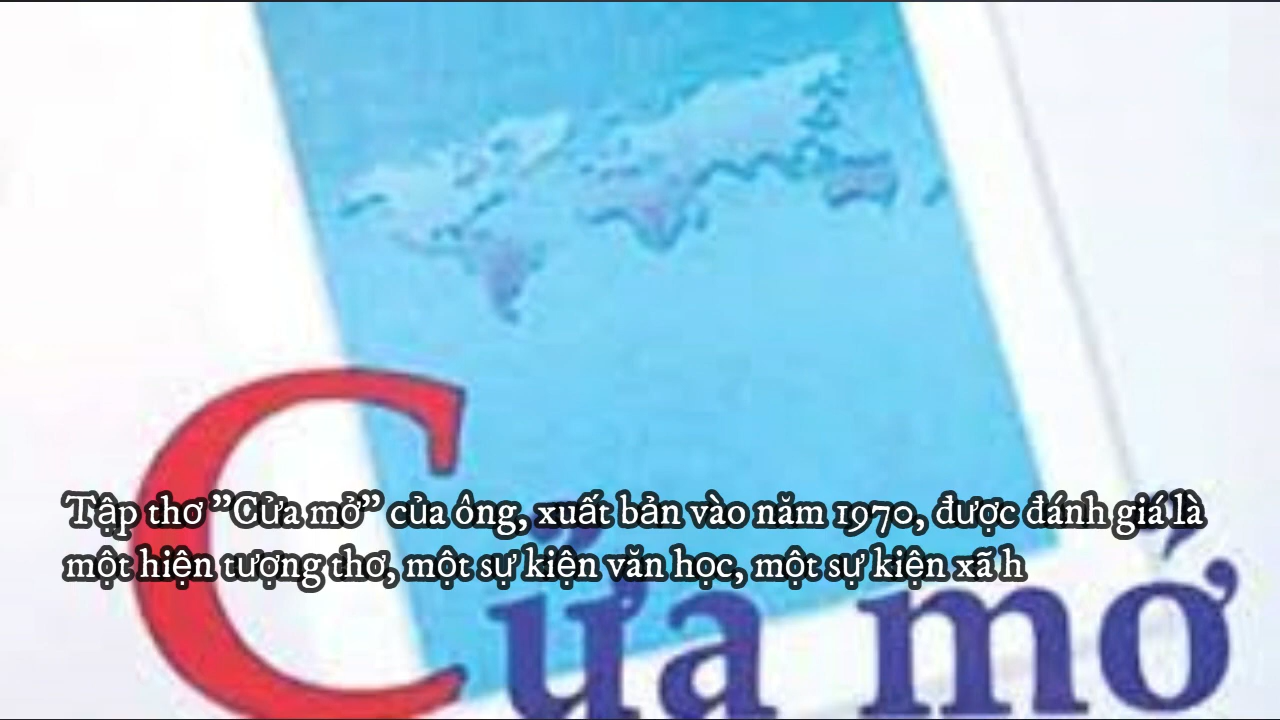 Tập thơ "Cửa mở" của ông, xuất bản vào năm 1970, được đánh giá là
một hiện tượng thơ, một sự kiện văn học, một sự kiện xã h
Cửa mở